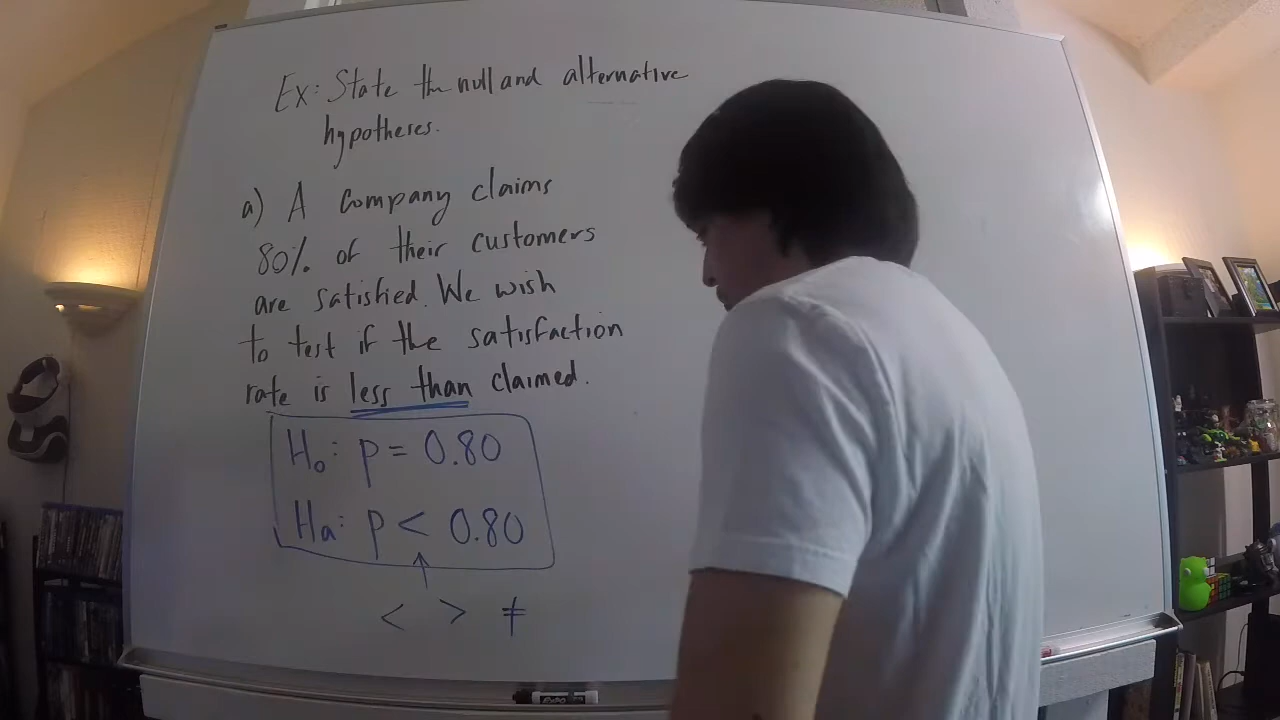 Ex: State the null and alternative
hypotheses.
a) A company claims
80% of their customers
are satisfied. We wish
to test if the satisfaction
rate is less than claimed.
H₀: p = 0.80
Ha: p < 0.80
< > ≠
EXPO